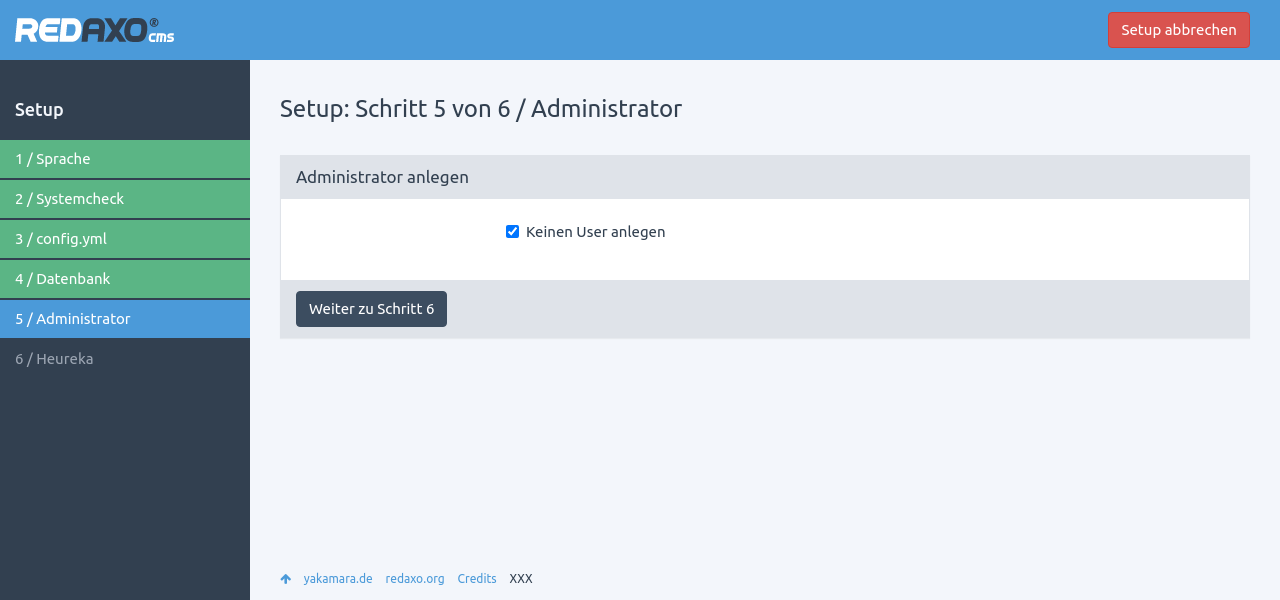 REDAXO® cms
Setup abbrechen
Setup
1 / Sprache
2 / Systemcheck
3 / config.yml
4 / Datenbank
5 / Administrator
6 / Heureka
Setup: Schritt 5 von 6 / Administrator
Administrator anlegen
Keinen User anlegen
Weiter zu Schritt 6
yakamara.de redaxo.org Credits XXX